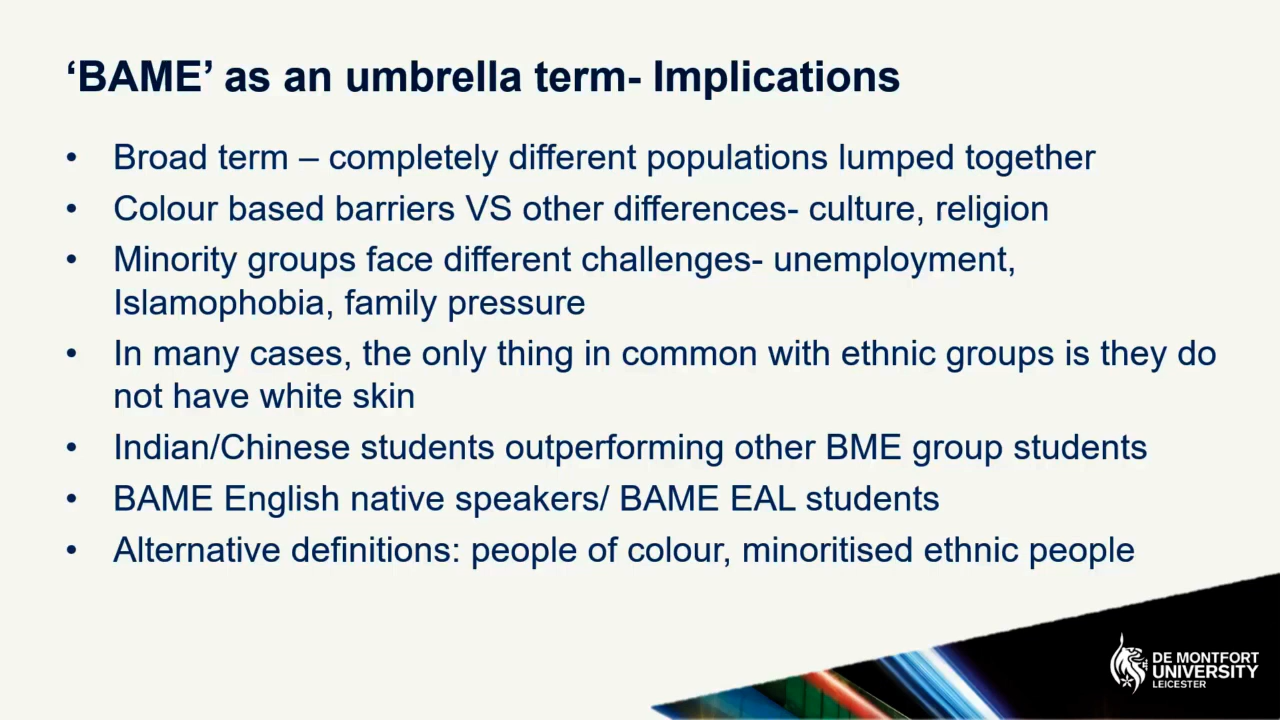 ‘BAME’ as an umbrella term- Implications
• Broad term – completely different populations lumped together
• Colour based barriers VS other differences- culture, religion
• Minority groups face different challenges- unemployment,
Islamophobia, family pressure
• In many cases, the only thing in common with ethnic groups is they do
not have white skin
• Indian/Chinese students outperforming other BME group students
• BAME English native speakers/ BAME EAL students
• Alternative definitions: people of colour, minoritised ethnic people
DE MONTFORT
UNIVERSITY
LEICESTER